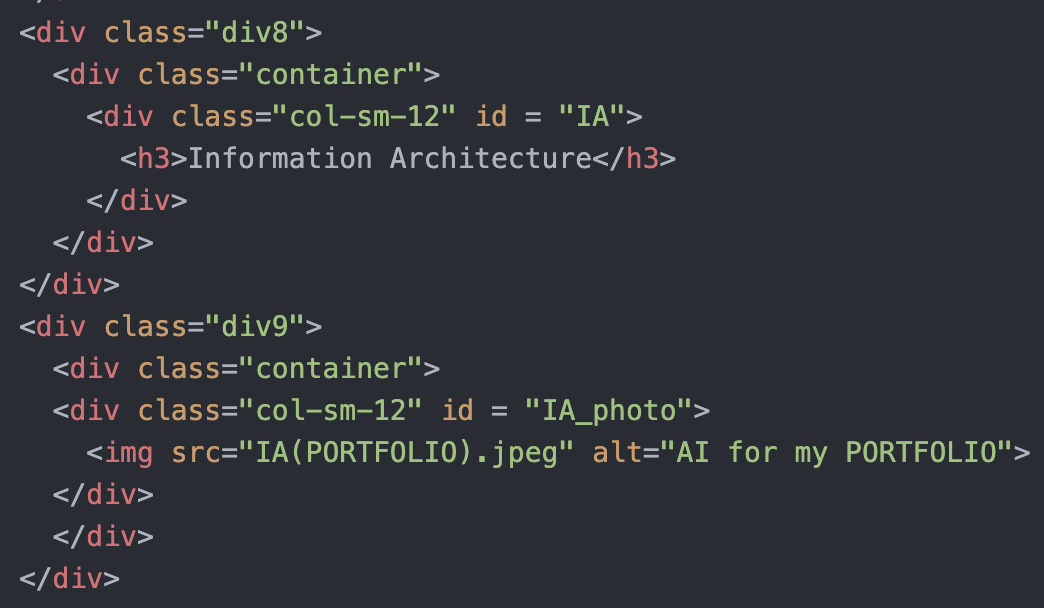 <div class="div8">
  <div class="container">
    <div class="col-sm-12" id = "IA">
      <h3>Information Architecture</h3>
    </div>
  </div>
</div>
<div class="div9">
  <div class="container">
  <div class="col-sm-12" id = "IA_photo">
    <img src="IA(PORTFOLIO).jpeg" alt="AI for my PORTFOLIO">
  </div>
  </div>
</div>